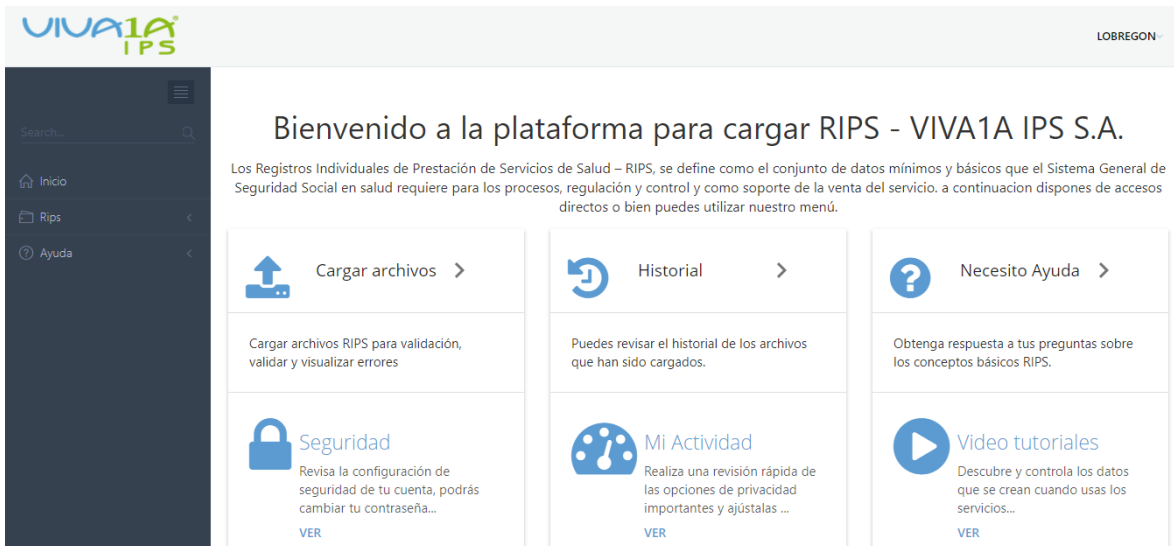 VIVA1A
IPS
LOBREGON
Search...
Inicio
Rips
Ayuda
Bienvenido a la plataforma para cargar RIPS - VIVA1A IPS S.A.
Los Registros Individuales de Prestación de Servicios de Salud – RIPS, se define como el conjunto de datos mínimos y básicos que el Sistema General de
Seguridad Social en salud requiere para los procesos, regulación y control y como soporte de la venta del servicio. a continuacion dispones de accesos
directos o bien puedes utilizar nuestro menú.
Cargar archivos
Cargar archivos RIPS para validación,
validar y visualizar errores
Historial
Puedes revisar el historial de los archivos
que han sido cargados.
Necesito Ayuda
Obtenga respuesta a tus preguntas sobre
los conceptos básicos RIPS.
Seguridad
Revisa la configuración de
seguridad de tu cuenta, podrás
cambiar tu contraseña...
VER
Mi Actividad
Realiza una revisión rápida de
las opciones de privacidad
importantes y ajústalas ...
VER
Video tutoriales
Descubre y controla los datos
que se crean cuando usas los
servicios...
VER